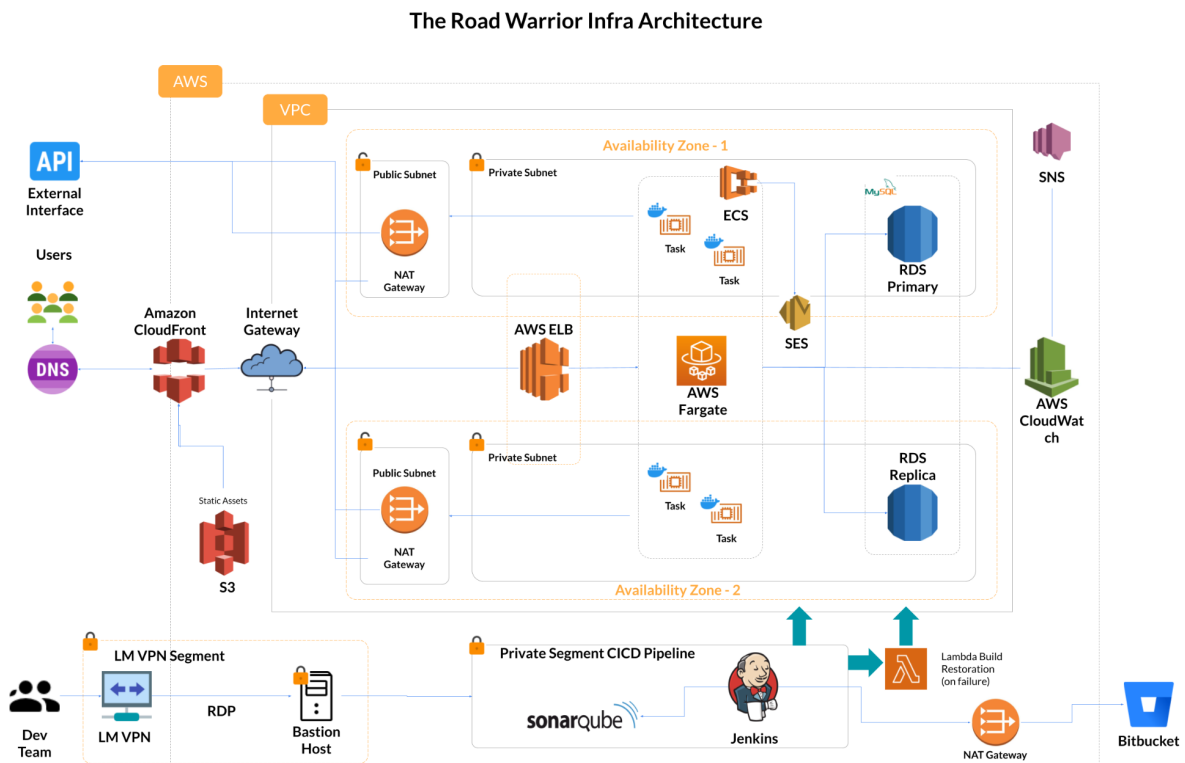 The Road Warrior Infra Architecture
AWS
VPC
Availability Zone - 1
API
External
Interface
Public Subnet
Private Subnet
ECS
MySQL
SNS
Task
Task
NAT
Gateway
RDS
Primary
Users
DNS
Amazon
CloudFront
Internet
Gateway
AWS ELB
SES
AWS
Fargate
AWS
CloudWat
ch
Public Subnet
Private Subnet
RDS
Replica
Task
Task
NAT
Gateway
Static Assets
S3
Availability Zone - 2
LM VPN Segment
Private Segment CICD Pipeline
Lambda Build
Restoration
(on failure)
RDP
sonarqube
Dev
Team
LM VPN
Bastion
Host
Jenkins
NAT Gateway
Bitbucket